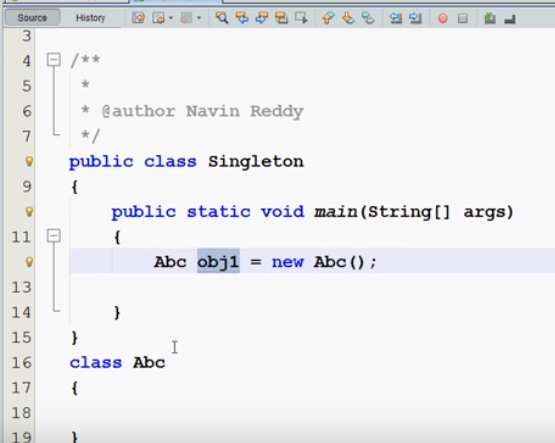 Source History
3
4 /**
5 *
6 * @author Navin Reddy
7 */
public class Singleton
9 {
public static void main(String[] args)
11 {
Abc obj1 = new Abc();
13
14 }
15 }
16 class Abc
17 {
18
19 }